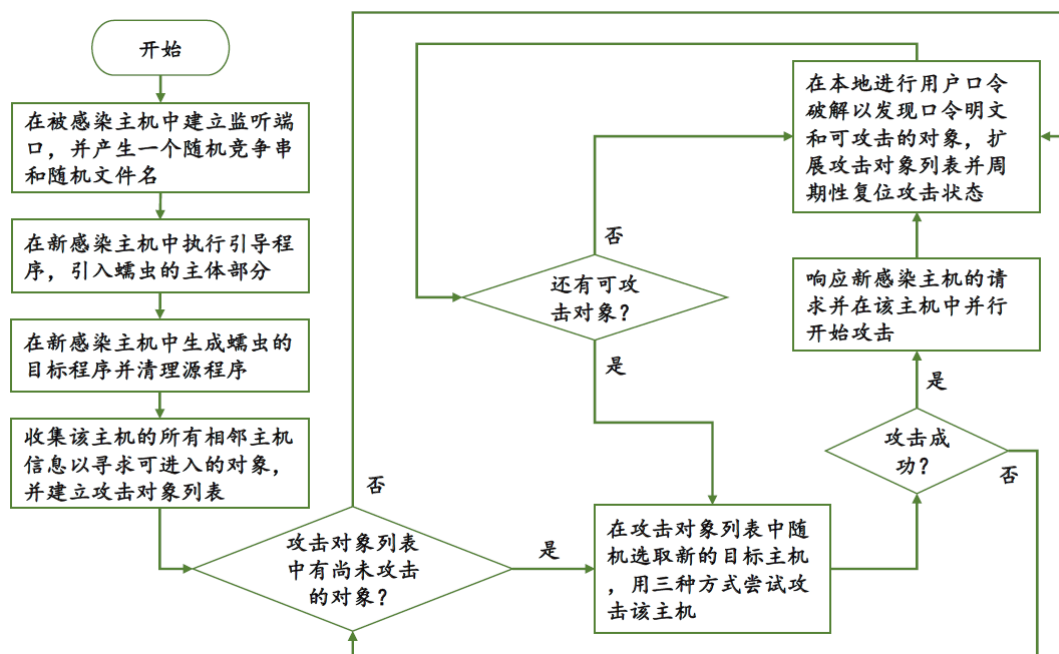 开始
在被感染主机中建立监听端
口，并产生一个随机竞争串
和随机文件名
在新感染主机中执行引导程
序，引入蠕虫的主体部分
在新感染主机中生成蠕虫的
目标程序并清理源程序
收集该主机的所有相邻主机
信息以寻求可进入的对象，
并建立攻击对象列表
攻击对象列表
中有尚未攻击
的对象？
否
是
在攻击对象列表中随
机选取新的目标主机
，用三种方式尝试攻
击该主机
还有可攻
击对象？
否
是
攻击成
功？
是
否
响应新感染主机的请
求并在该主机中并行
开始攻击
在本地进行用户口令
破解以发现口令明文
和可攻击的对象，扩
展攻击对象列表并周
期性复位攻击状态